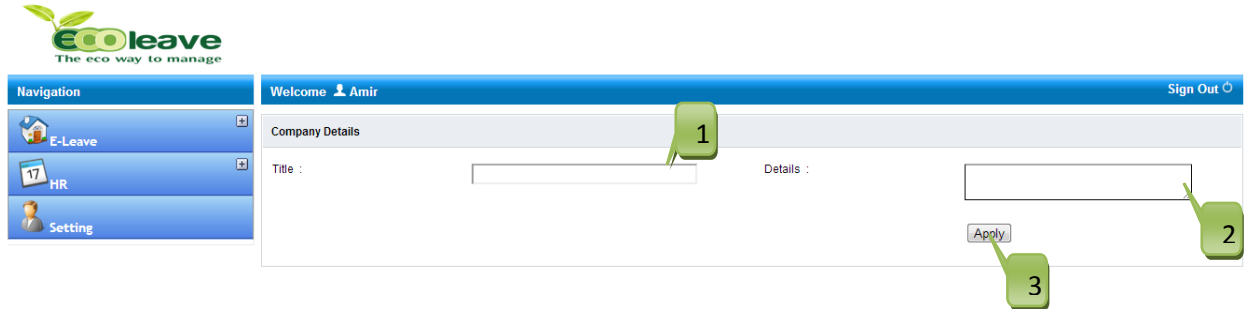 ecoleave
The eco way to manage
Navigation
Welcome Amir
Sign Out
E-Leave
17
HR
Setting
Company Details
1
Title :
Details :
2
Apply
3